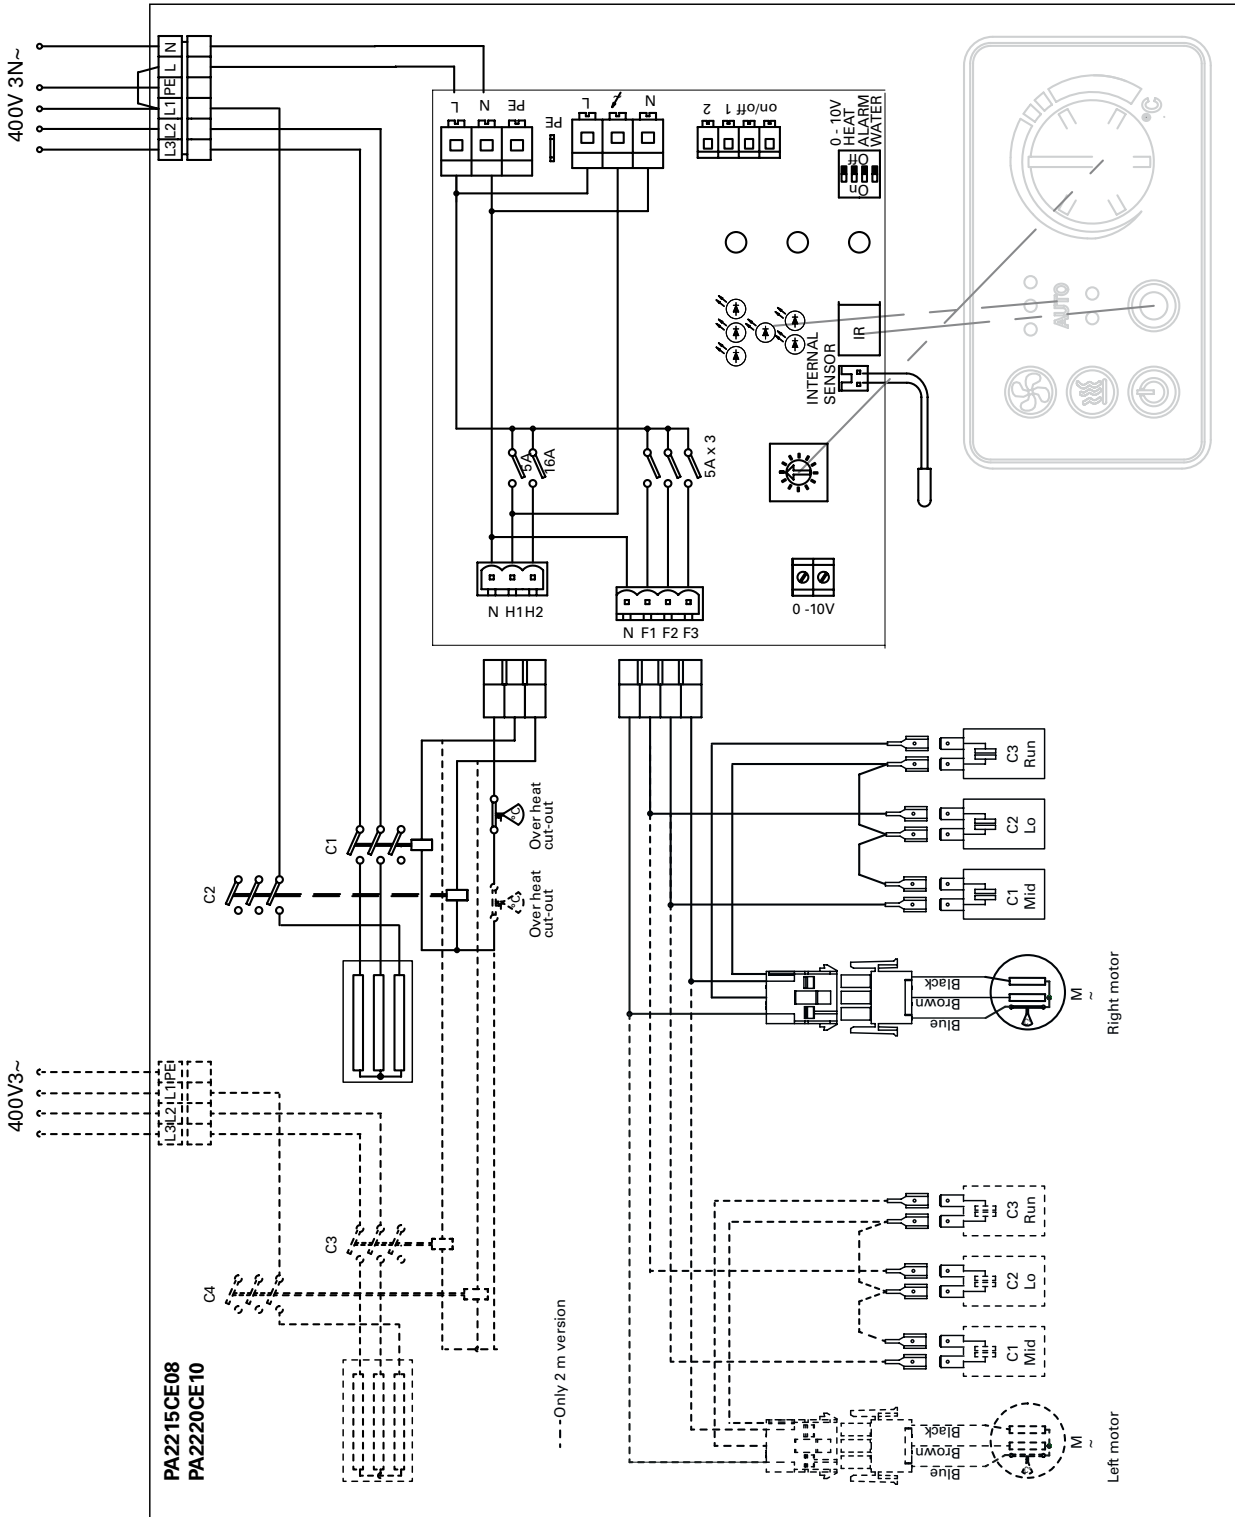 400V 3N~
N
L
PE
L1
L2
L3
L
N
PE
PE
L
N
2
1
on/off
0 - 10V
HEAT
ALARM
WATER
Off
On
°C
AUTO
IR
INTERNAL
SENSOR
5A
16A
5A x 3
N H1 H2
N F1 F2 F3
0 -10V
C1
C2
°C
Over heat
cut-out
°C
Over heat
cut-out
C3
Run
C2
Lo
C1
Mid
Black
Brown
Blue
M
~
Right motor
400V3~
PE
L1
L2
L3
C3
C4
C3
Run
C2
Lo
C1
Mid
Black
Brown
Blue
M
~
Left motor
Only 2 m version
PA2215CE08
PA2220CE10